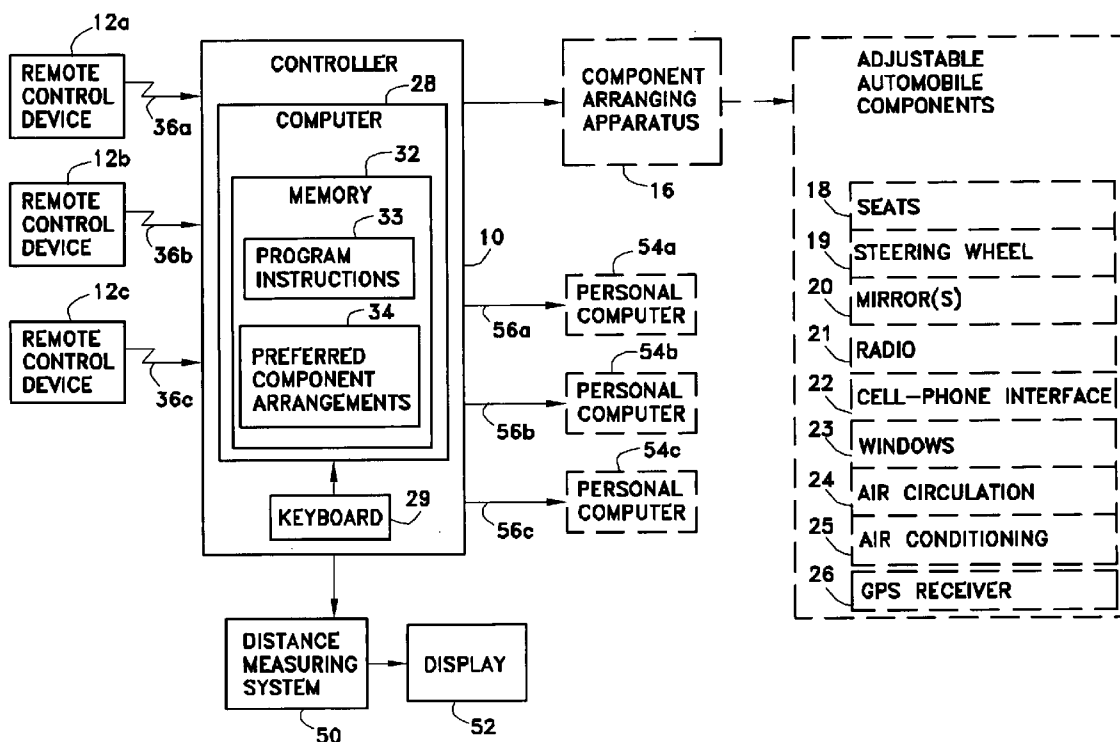 12a
REMOTE
CONTROL
DEVICE
36a
12b
REMOTE
CONTROL
DEVICE
36b
12c
REMOTE
CONTROL
DEVICE
36c
CONTROLLER
28
COMPUTER
32
MEMORY
33
PROGRAM
INSTRUCTIONS
34
PREFERRED
COMPONENT
ARRANGEMENTS
KEYBOARD
29
10
COMPONENT
ARRANGING
APPARATUS
16
54a
PERSONAL
COMPUTER
56a
54b
PERSONAL
COMPUTER
56b
54c
PERSONAL
COMPUTER
56c
DISTANCE
MEASURING
SYSTEM
50
DISPLAY
52
ADJUSTABLE
AUTOMOBILE
COMPONENTS
18
SEATS
19
STEERING WHEEL
20
MIRROR(S)
21
RADIO
22
CELL-PHONE INTERFACE
23
WINDOWS
24
AIR CIRCULATION
25
AIR CONDITIONING
26
GPS RECEIVER